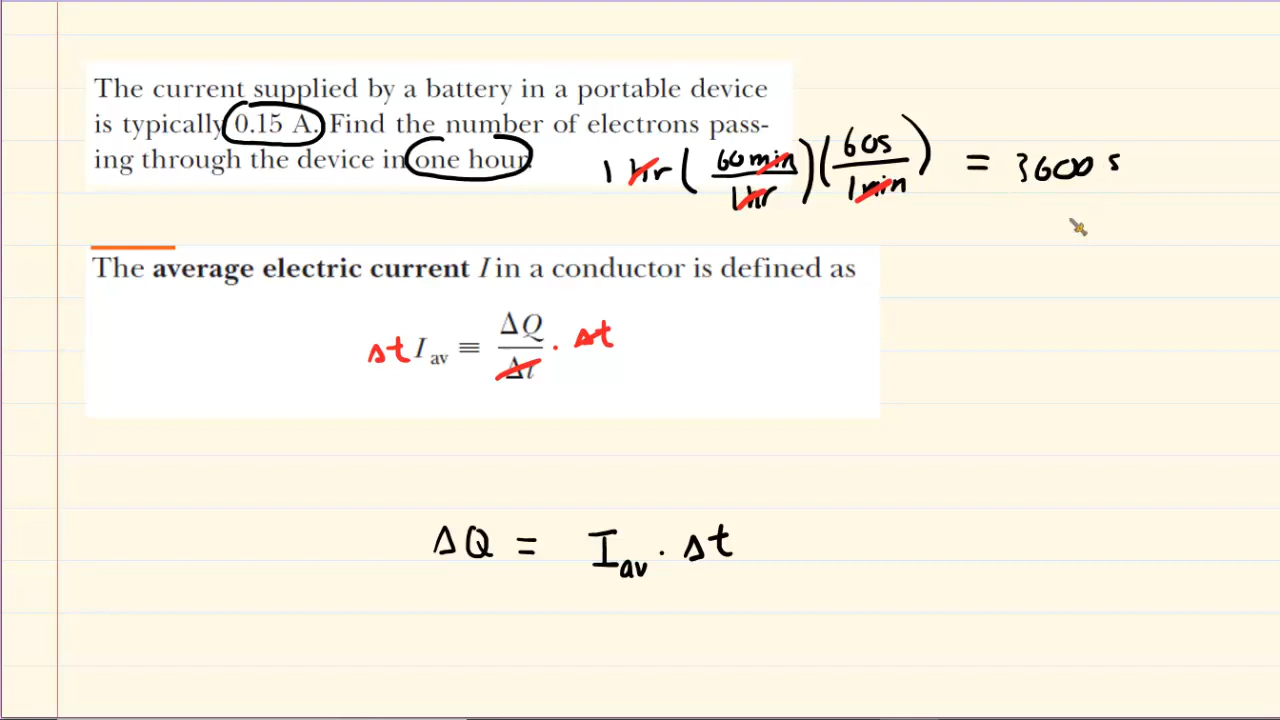 The current supplied by a battery in a portable device
is typically 0.15 A. Find the number of electrons pass-
ing through the device in one hour.
1 hr ( 60 min / 1 hr ) ( 60 s / 1 min ) = 3600 s
The average electric current I in a conductor is defined as
Δt I av ≡ ΔQ / Δt · Δt
ΔQ = I av · Δt